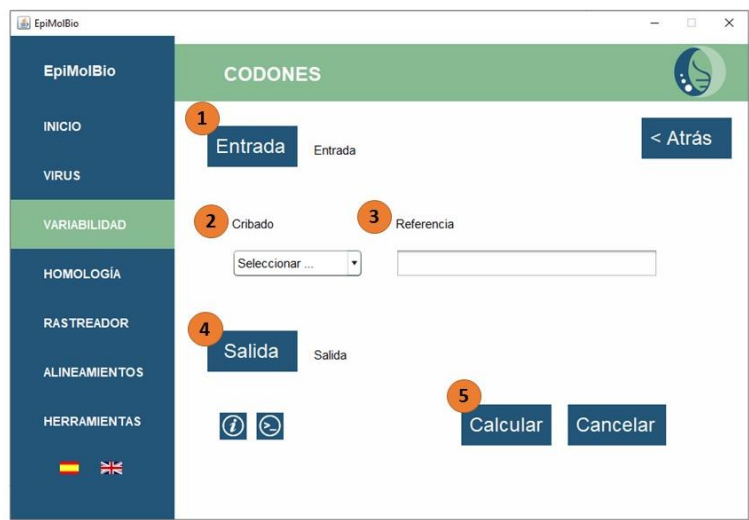 EpiMolBio
EpiMolBio
CODONES
INICIO
VIRUS
VARIABILIDAD
HOMOLOGÍA
RASTREADOR
ALINEAMIENTOS
HERRAMIENTAS
1
Entrada Entrada
< Atrás
2 Cribado
3 Referencia
Seleccionar ...
4
Salida Salida
5
Calcular Cancelar